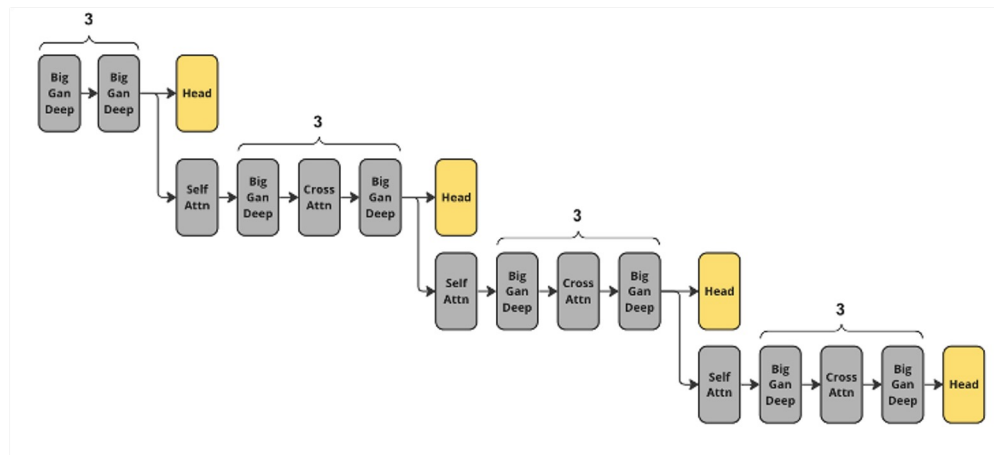 3
Big
Gan
Deep
Big
Gan
Deep
Head
3
Self
Attn
Big
Gan
Deep
Cross
Attn
Big
Gan
Deep
Head
3
Self
Attn
Big
Gan
Deep
Cross
Attn
Big
Gan
Deep
Head
3
Self
Attn
Big
Gan
Deep
Cross
Attn
Big
Gan
Deep
Head